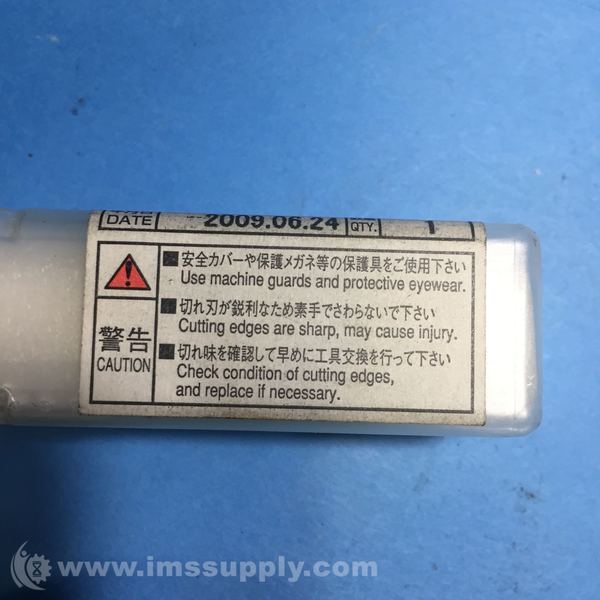 DATE 2009.06.24 QTY. 1
■安全カバーや保護メガネ等の保護具をご使用下さい
Use machine guards and protective eyewear.
■切れ刃が鋭利なため素手でさわらないで下さい
Cutting edges are sharp, may cause injury.
■切れ味を確認して早めに工具交換を行って下さい
Check condition of cutting edges,
and replace if necessary.
警告
CAUTION
www.imssupply.com